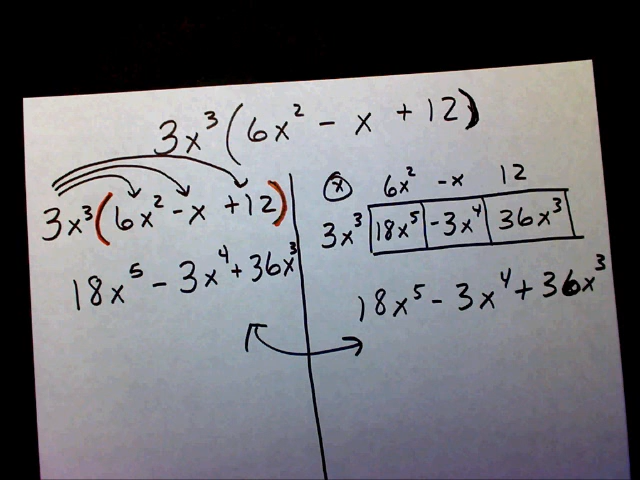 3x³(6x² - x + 12)
3x³(6x² - x + 12)
18x⁵ - 3x⁴ + 36x³
x 6x² -x 12
3x³ 18x⁵ -3x⁴ 36x³
18x⁵ - 3x⁴ + 36x³